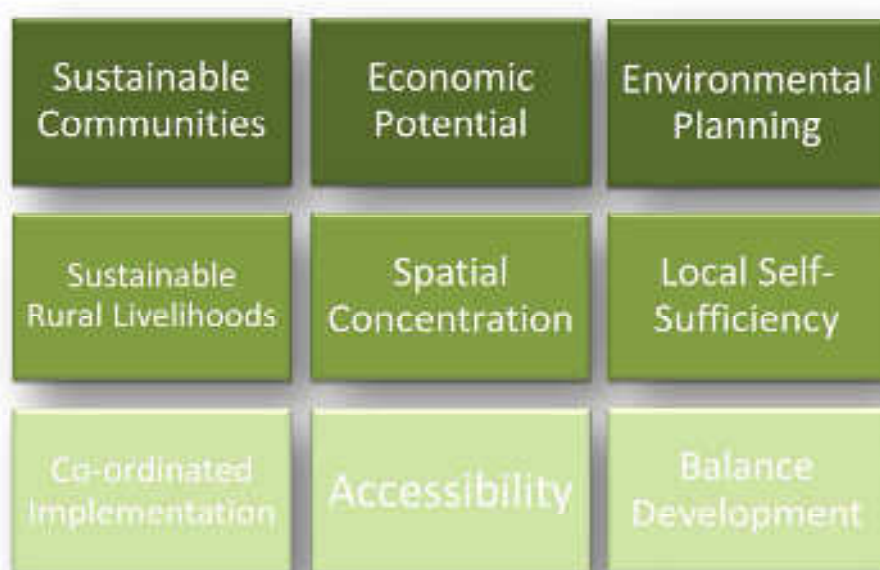 Sustainable
Communities
Economic
Potential
Environmental
Planning
Sustainable
Rural Livelihoods
Spatial
Concentration
Local Self-
Sufficiency
Co-ordinated
Implementation
Accessibility
Balance
Development